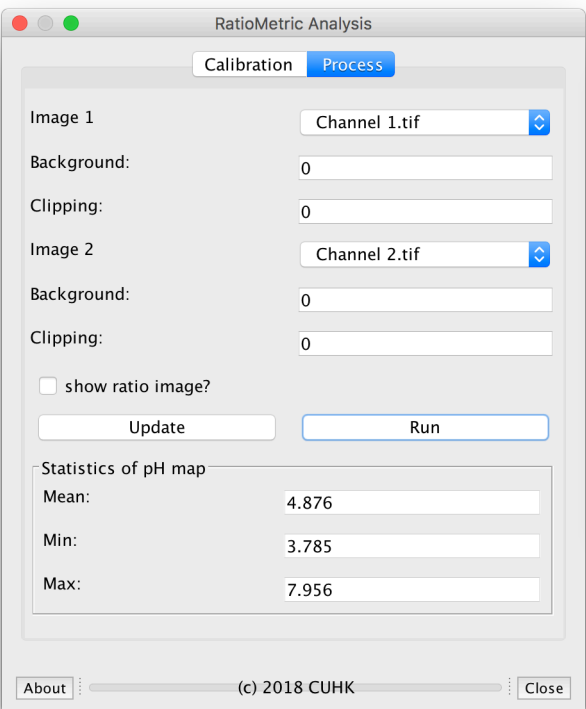 RatioMetric Analysis
Calibration Process
Image 1 Channel 1.tif
Background: 0
Clipping: 0
Image 2 Channel 2.tif
Background: 0
Clipping: 0
show ratio image?
Update Run
Statistics of pH map
Mean: 4.876
Min: 3.785
Max: 7.956
About (c) 2018 CUHK Close